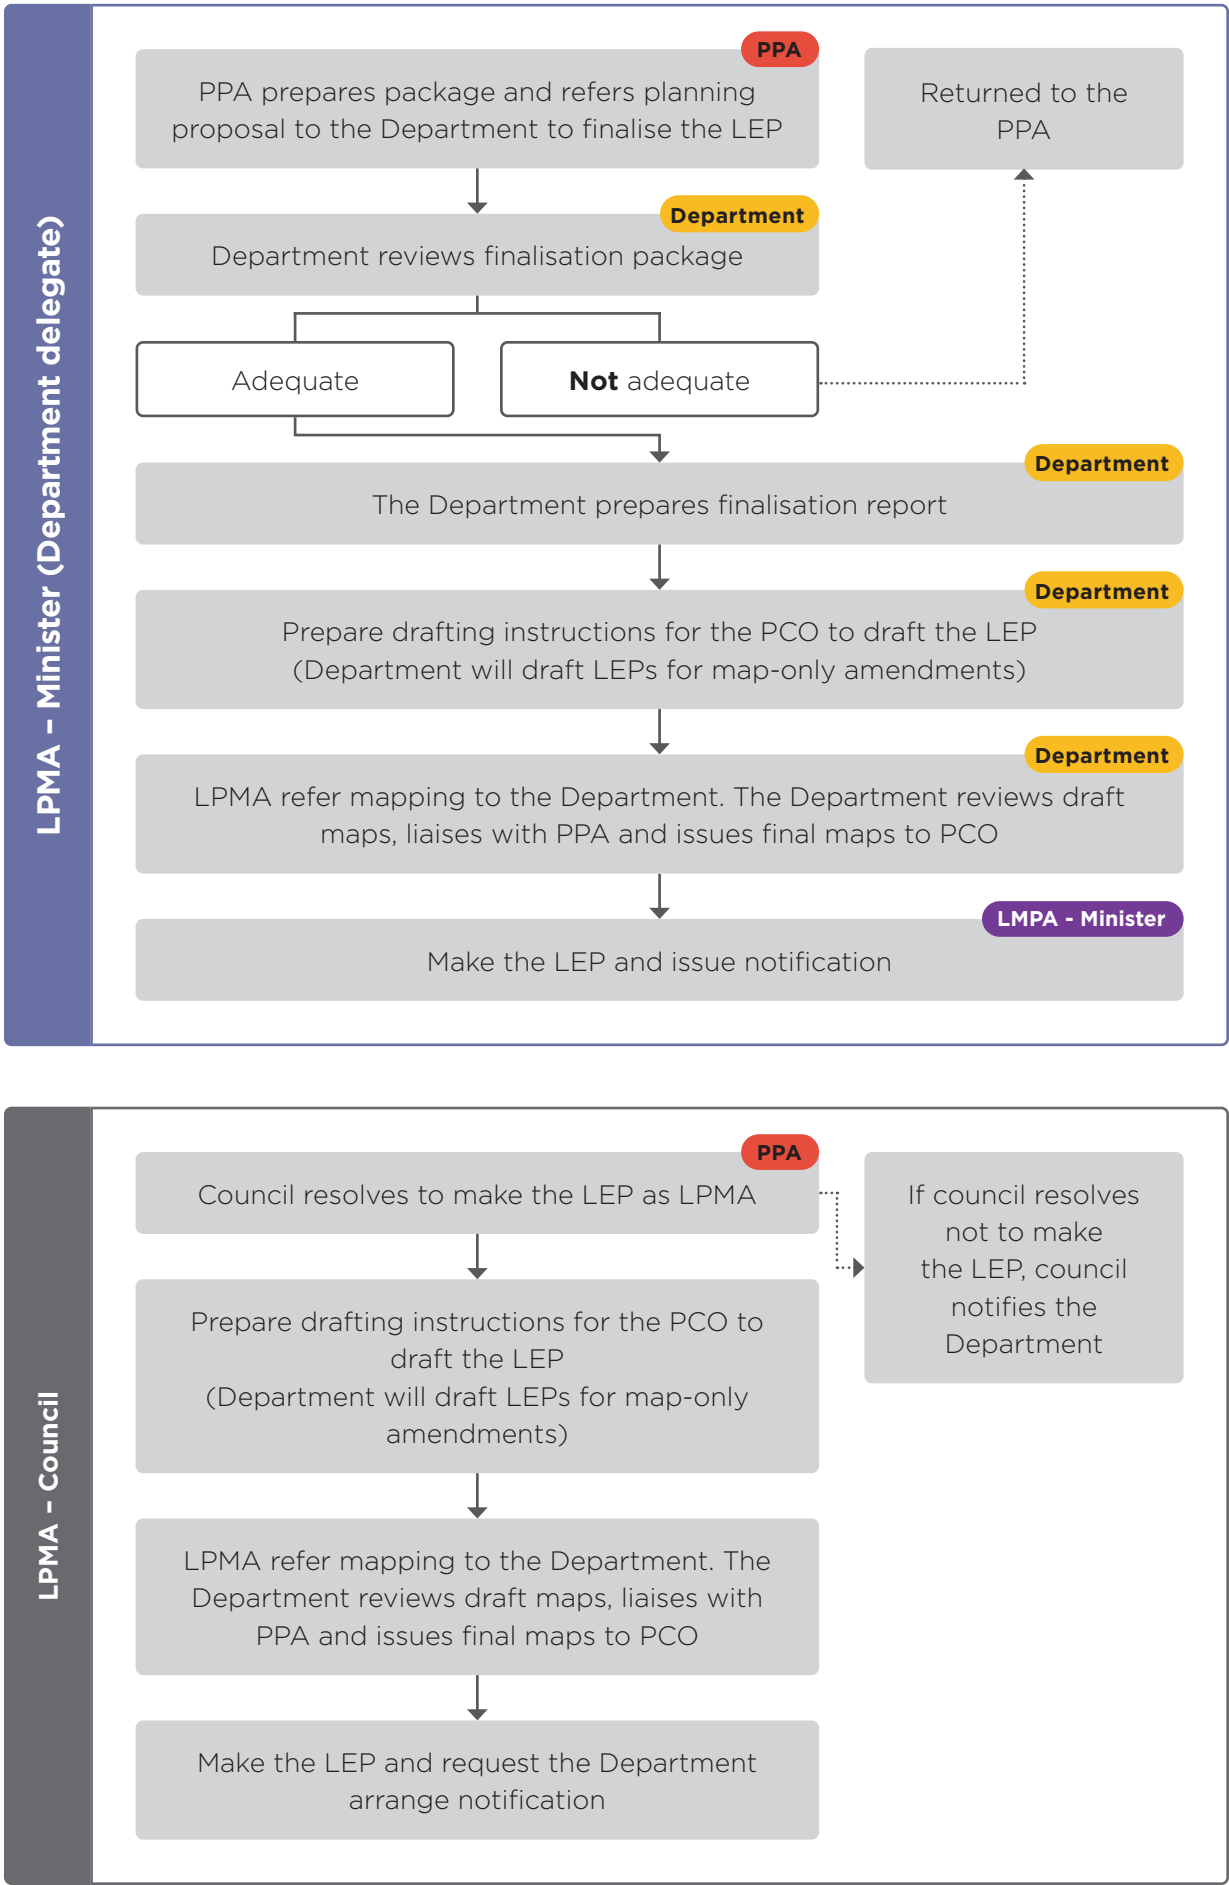 LPMA – Minister (Department delegate)
PPA
PPA prepares package and refers planning
proposal to the Department to finalise the LEP
Returned to the
PPA
Department
Department reviews finalisation package
Adequate
Not adequate
Department
The Department prepares finalisation report
Department
Prepare drafting instructions for the PCO to draft the LEP
(Department will draft LEPs for map-only amendments)
Department
LPMA refer mapping to the Department. The Department reviews draft
maps, liaises with PPA and issues final maps to PCO
LMPA - Minister
Make the LEP and issue notification
LPMA – Council
PPA
Council resolves to make the LEP as LPMA
If council resolves
not to make
the LEP, council
notifies the
Department
Prepare drafting instructions for the PCO to
draft the LEP
(Department will draft LEPs for map-only
amendments)
LPMA refer mapping to the Department. The
Department reviews draft maps, liaises with
PPA and issues final maps to PCO
Make the LEP and request the Department
arrange notification